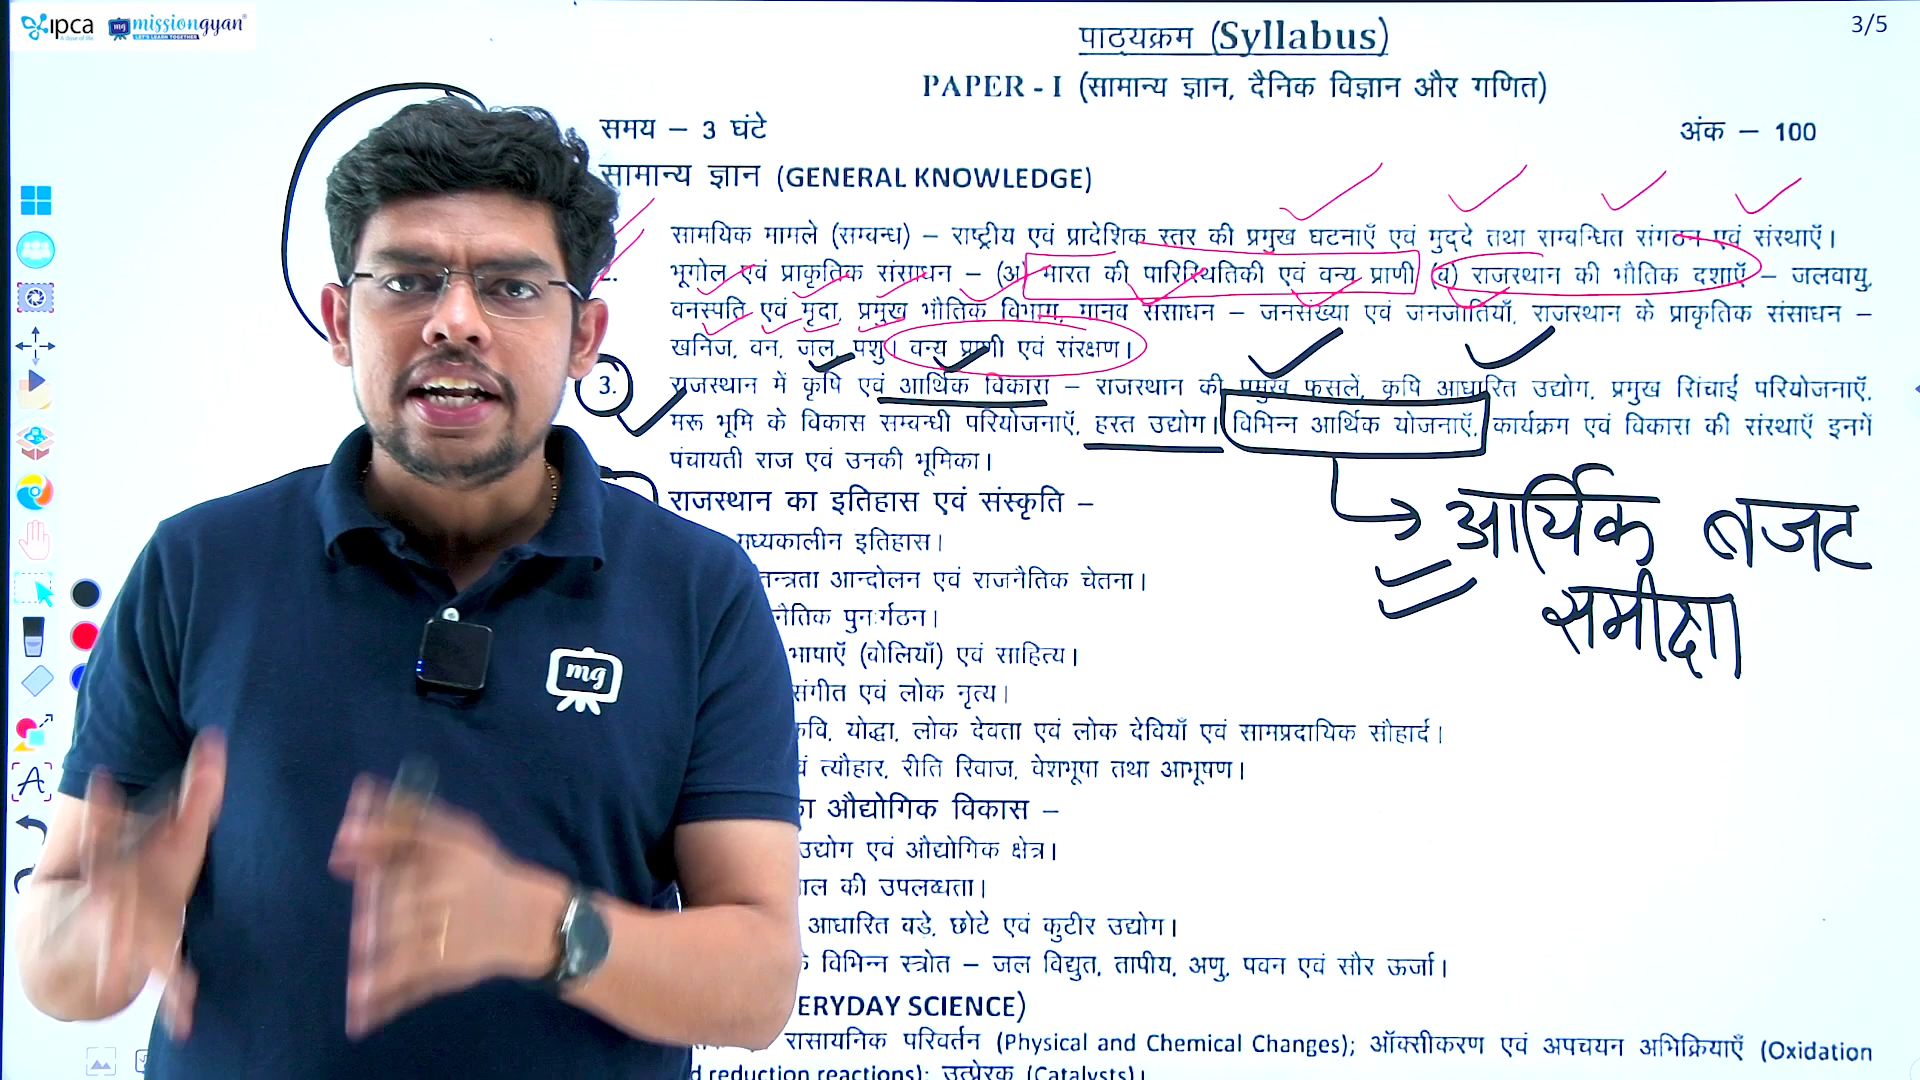 ipca missiongyan
LET'S LEARN TOGETHER
3/5
पाठ्यक्रम (Syllabus)
PAPER - I (सामान्य ज्ञान, दैनिक विज्ञान और गणित)
समय – 3 घंटे
अंक – 100
सामान्य ज्ञान (GENERAL KNOWLEDGE)
सामयिक मामले (सम्बन्ध) – राष्ट्रीय एवं प्रादेशिक स्तर की प्रमुख घटनाएँ एवं मुद्दे तथा सम्बन्धित संगठन एवं संस्थाएँ।
भूगोल एवं प्राकृतिक संसाधन – (अ) भारत की पारिस्थितिकी एवं वन्य प्राणी (ब) राजस्थान की भौतिक दशाएँ – जलवायु,
वनस्पति एवं मृदा, प्रमुख भौतिक विभाग, मानव संसाधन – जनसंख्या एवं जनजातियाँ, राजस्थान के प्राकृतिक संसाधन –
खनिज, वन, जल, पशु। वन्य प्राणी एवं संरक्षण।
3. राजस्थान में कृषि एवं आर्थिक विकास – राजस्थान की प्रमुख फसलें, कृषि आधारित उद्योग, प्रमुख सिंचाई परियोजनाएँ,
मरू भूमि के विकास सम्बन्धी परियोजनाएँ, हस्त उद्योग। विभिन्न आर्थिक योजनाएँ, कार्यक्रम एवं विकास की संस्थाएँ इनमें
पंचायती राज एवं उनकी भूमिका।
आर्थिक बजट
समीक्षा
राजस्थान का इतिहास एवं संस्कृति –
मध्यकालीन इतिहास।
तन्त्रता आन्दोलन एवं राजनैतिक चेतना।
नैतिक पुनःर्गठन।
भाषाएँ (बोलियाँ) एवं साहित्य।
संगीत एवं लोक नृत्य।
कवि, योद्धा, लोक देवता एवं लोक देवियाँ एवं सामप्रदायिक सौहार्द।
वं त्यौहार, रीति रिवाज, वेशभूषा तथा आभूषण।
mg
का औद्योगिक विकास –
उद्योग एवं औद्योगिक क्षेत्र।
माल की उपलब्धता।
आधारित बड़े, छोटे एवं कुटीर उद्योग।
के विभिन्न स्त्रोत – जल विद्युत, तापीय, अणु, पवन एवं सौर ऊर्जा।
ERYDAY SCIENCE)
रासायनिक परिवर्तन (Physical and Chemical Changes); ऑक्सीकरण एवं अपचयन अभिक्रियाएँ (Oxidation
d reduction reactions); उत्प्रेरक (Catalysts)।